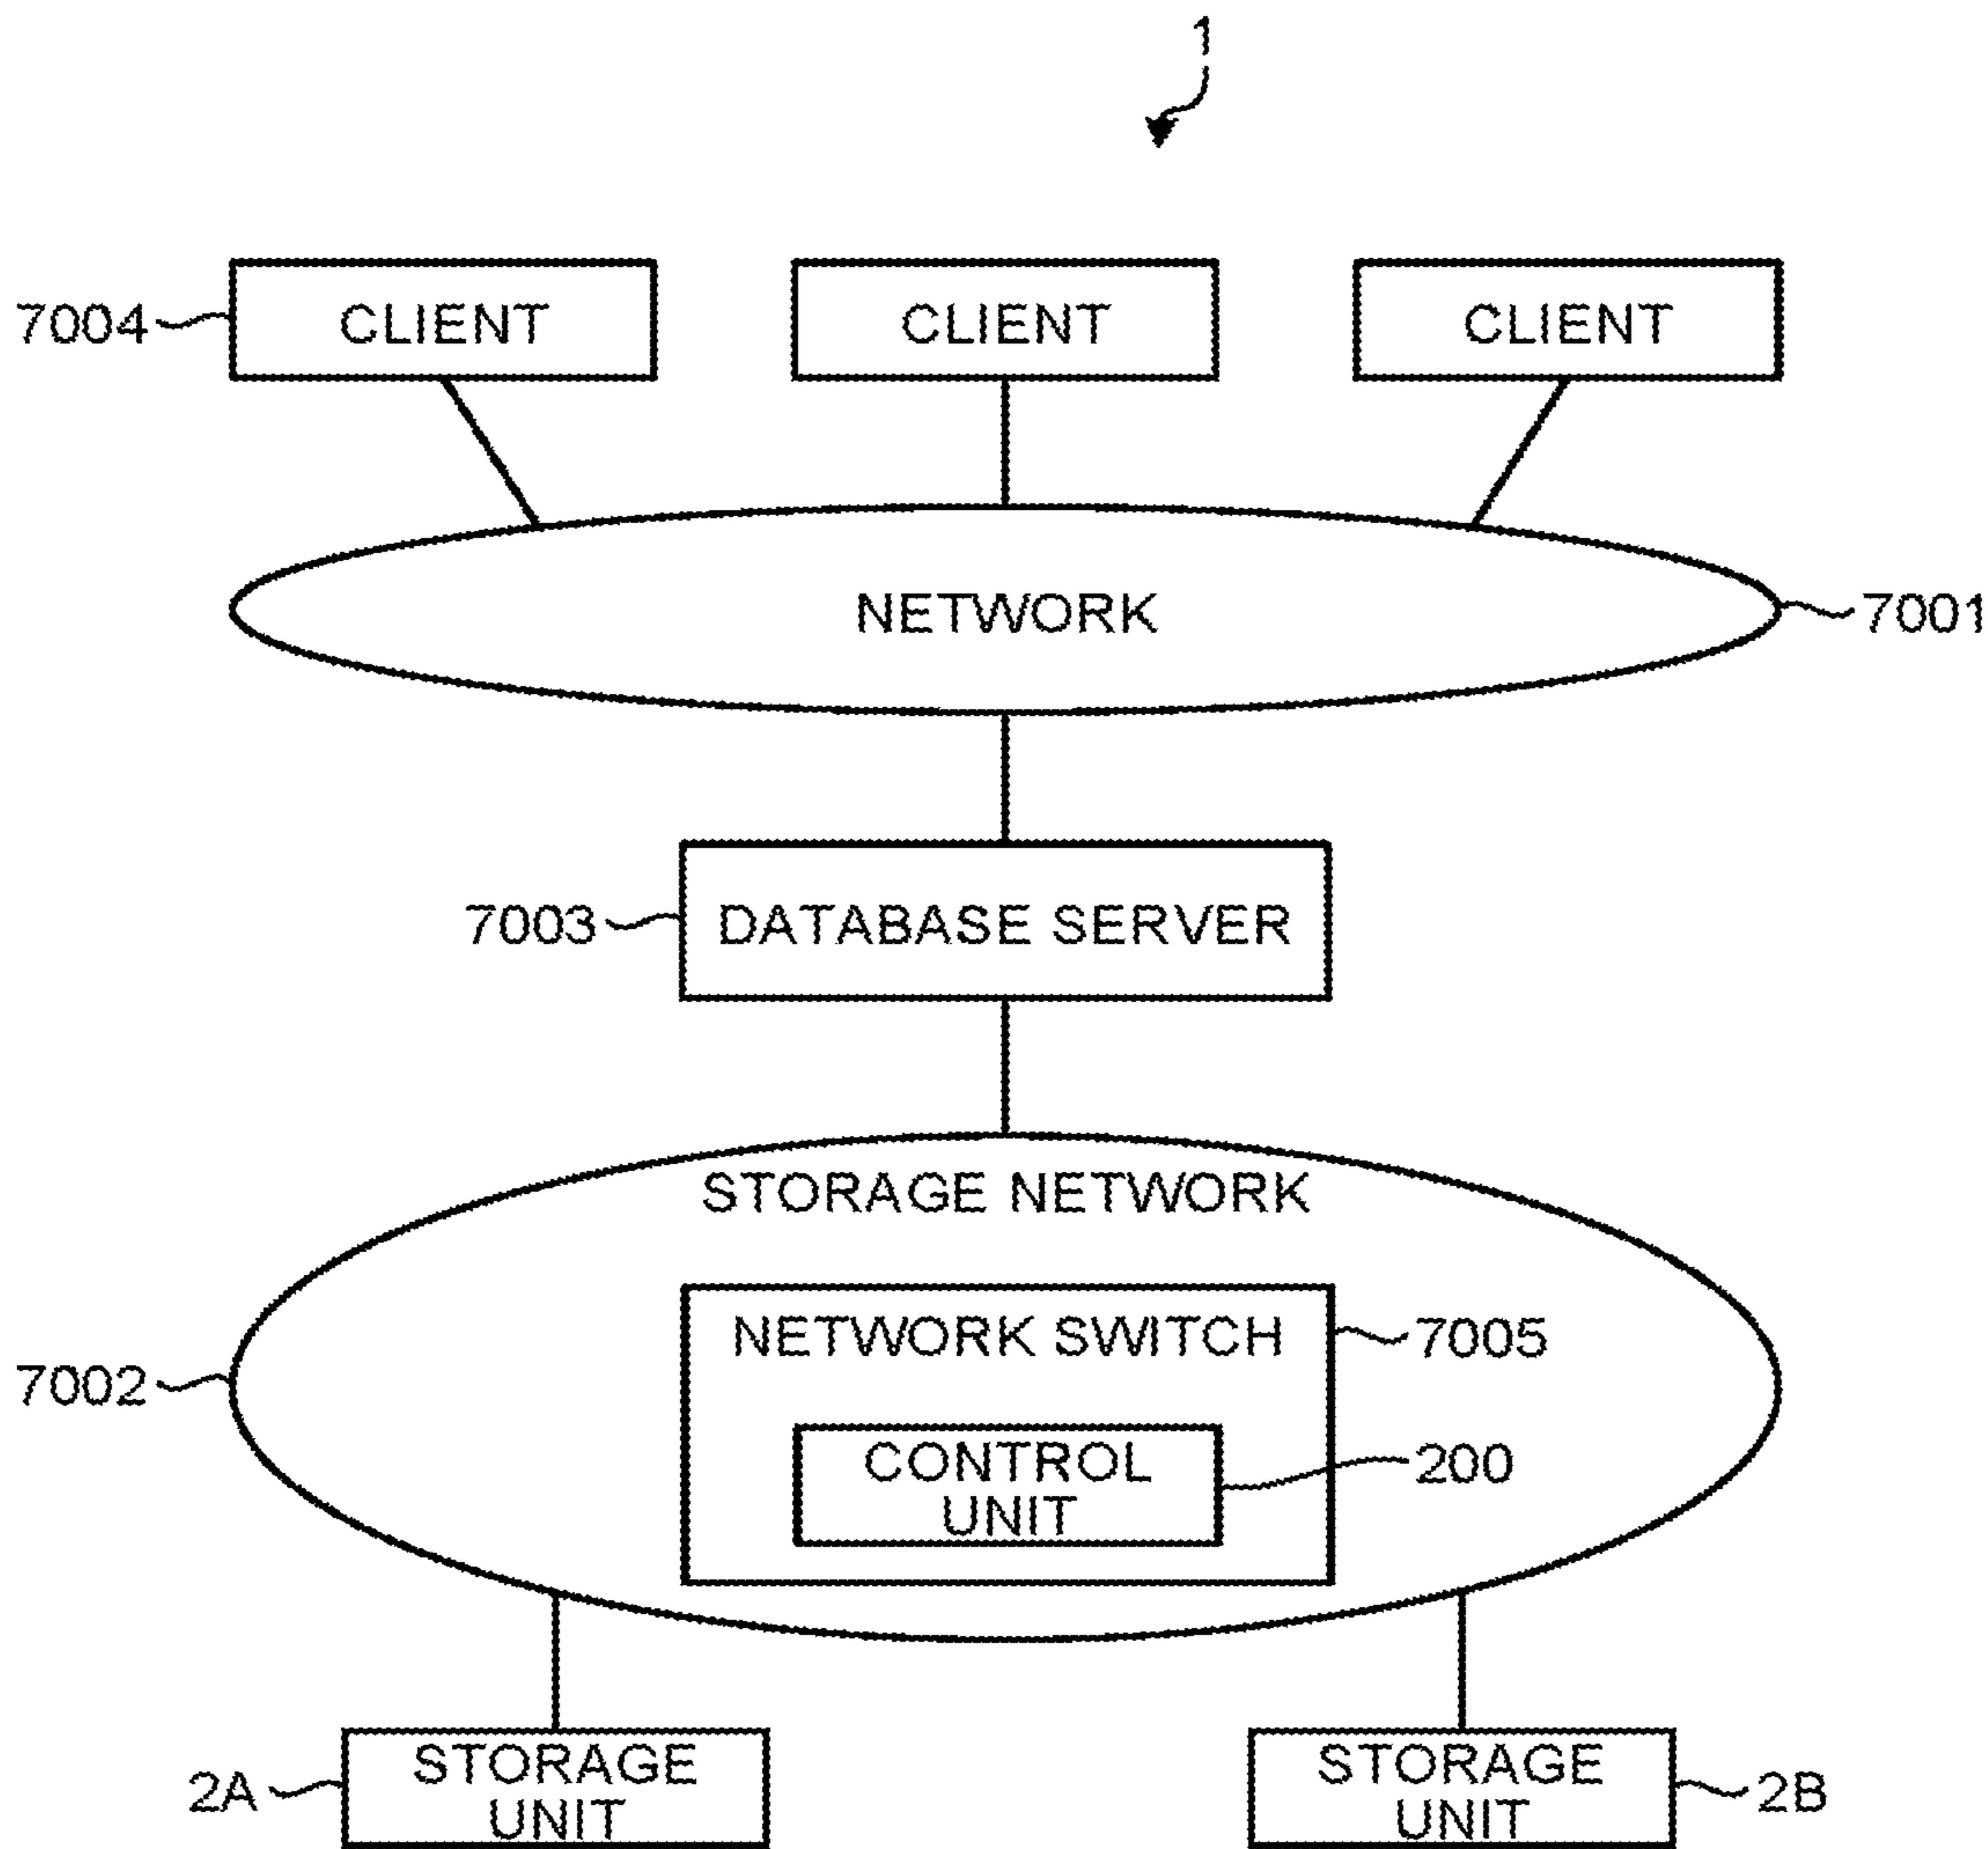 1
7004 CLIENT CLIENT CLIENT
NETWORK 7001
7003 DATABASE SERVER
STORAGE NETWORK
NETWORK SWITCH 7005
7002
CONTROL 200
UNIT
2A STORAGE STORAGE 2B
UNIT UNIT